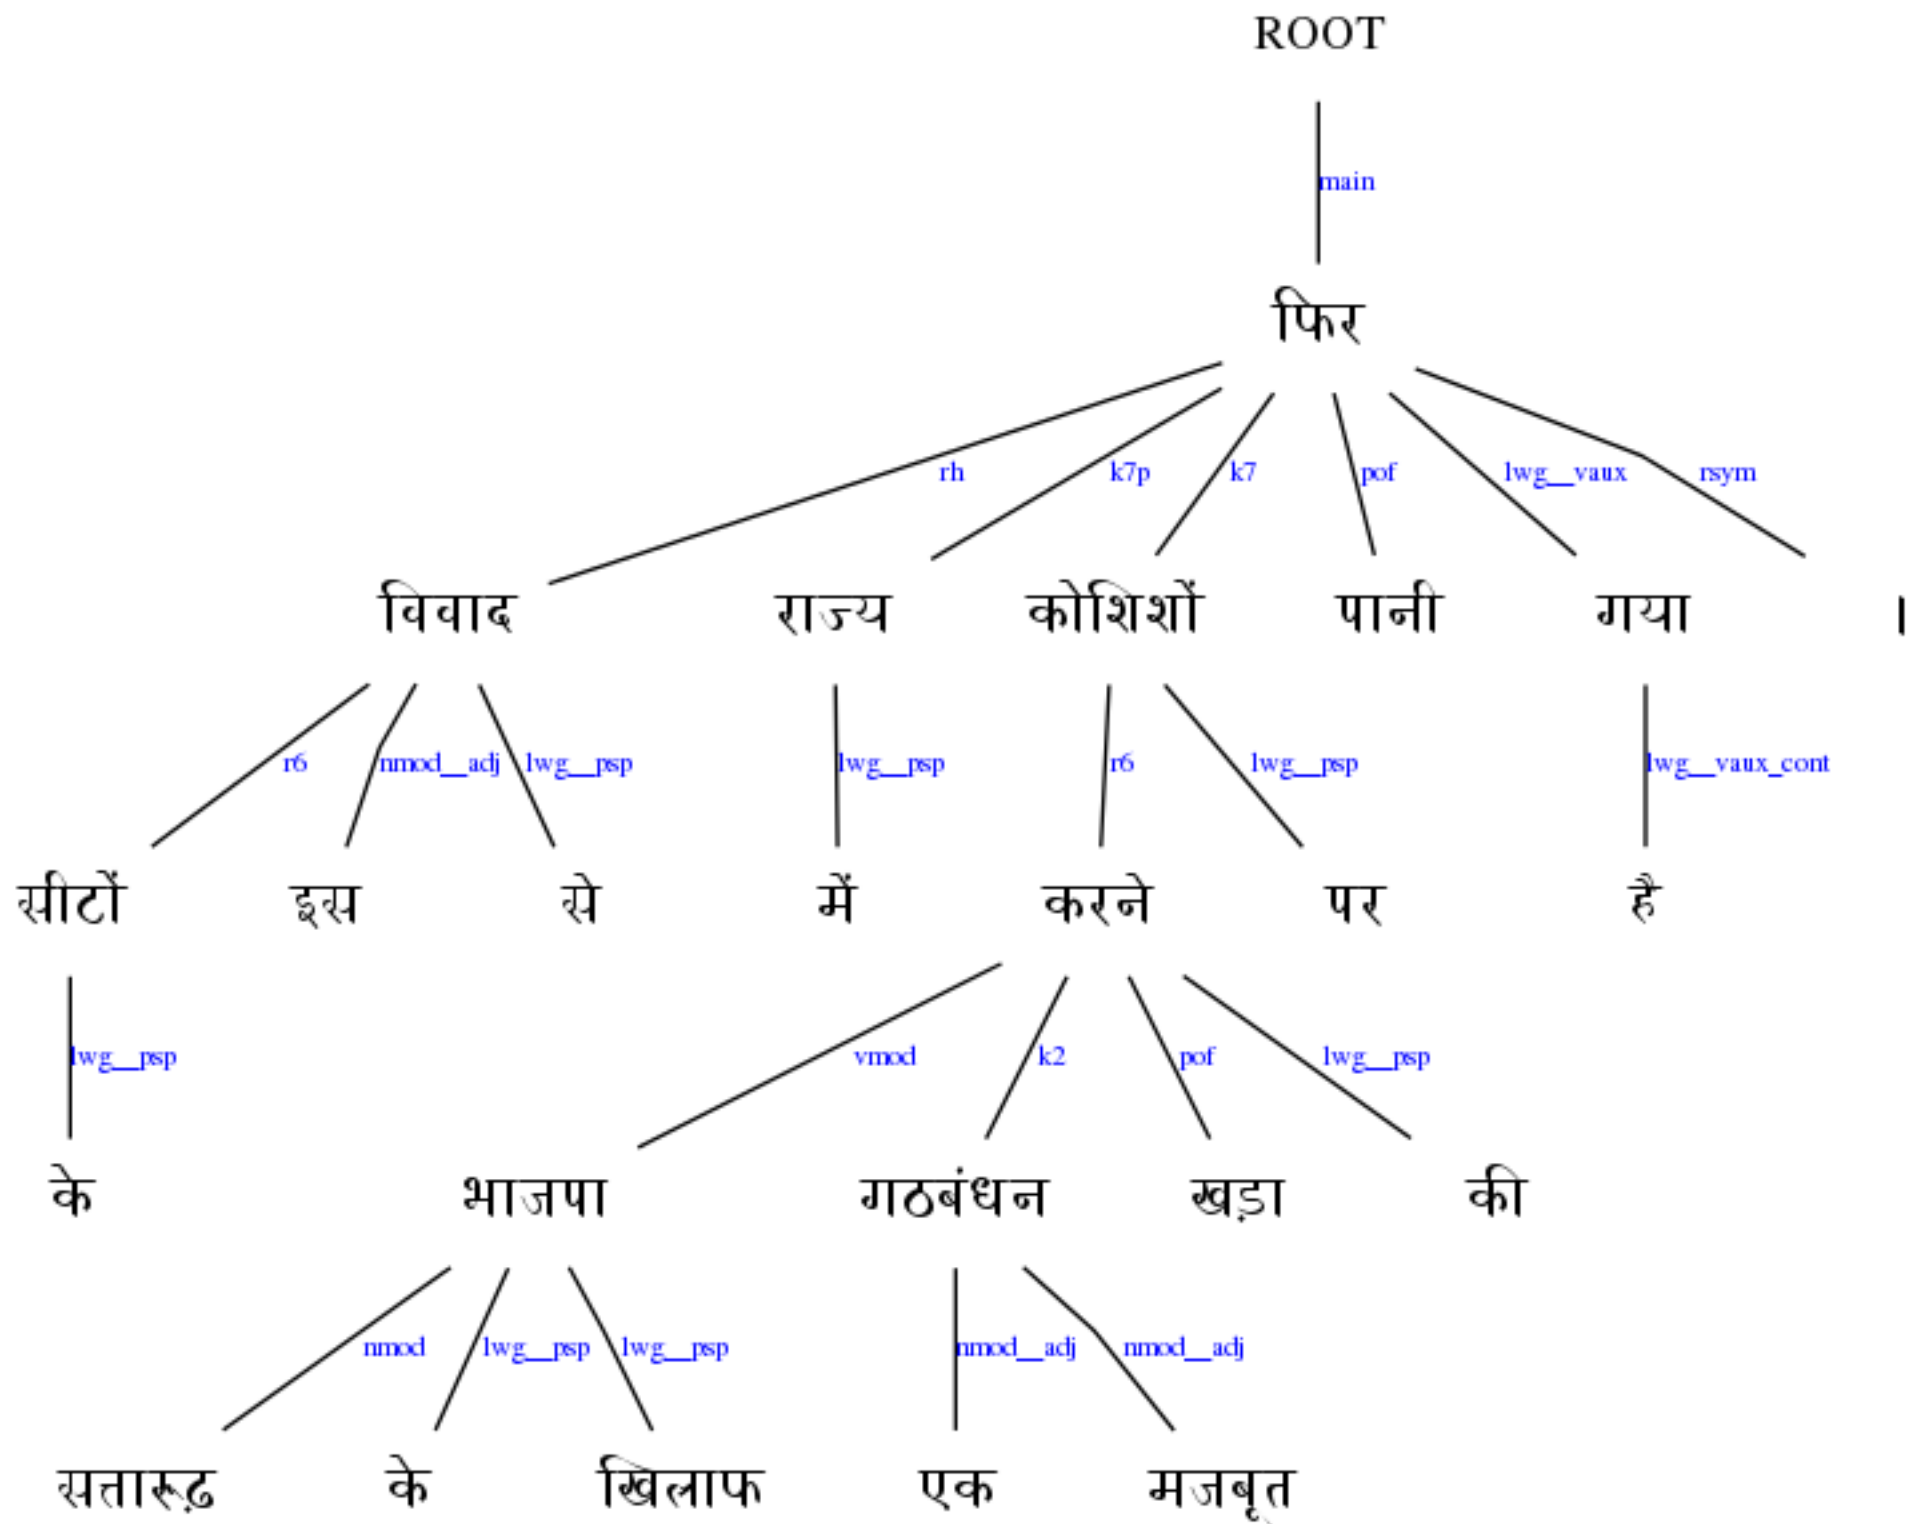 ROOT
main
फिर
rh k7p k7 pof lwg__vaux rsym
विवाद राज्य कोशिशों पानी गया ।
r6 nmod__adj lwg__psp lwg__psp r6 lwg__psp lwg__vaux_cont
सीटों इस से में करने पर है
lwg__psp vmod k2 pof lwg__psp
के भाजपा गठबंधन खड़ा की
nmod lwg__psp lwg__psp nmod__adj nmod__adj
सत्तारूढ़ के खिलाफ एक मजबूत